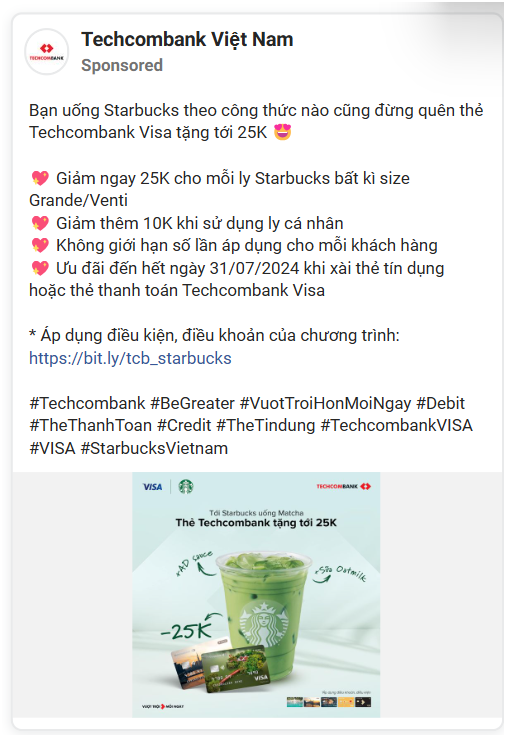 Techcombank Việt Nam
Sponsored
TECHCOMBANK
Bạn uống Starbucks theo công thức nào cũng đừng quên thẻ
Techcombank Visa tặng tới 25K 😍
💖 Giảm ngay 25K cho mỗi ly Starbucks bất kì size
Grande/Venti
💖 Giảm thêm 10K khi sử dụng ly cá nhân
💖 Không giới hạn số lần áp dụng cho mỗi khách hàng
💖 Ưu đãi đến hết ngày 31/07/2024 khi xài thẻ tín dụng
hoặc thẻ thanh toán Techcombank Visa
* Áp dụng điều kiện, điều khoản của chương trình:
https://bit.ly/tcb_starbucks
#Techcombank #BeGreater #VuotTroiHonMoiNgay #Debit
#TheThanhToan #Credit #TheTindung #TechcombankVISA
#VISA #StarbucksVietnam
VISA
TECHCOMBANK
Tới Starbucks uống Matcha
Thẻ Techcombank tặng tới 25K
+AD sauce
+Sữa Oatmilk
-25K
VISA
VƯỢT TRỘI MỖI NGÀY